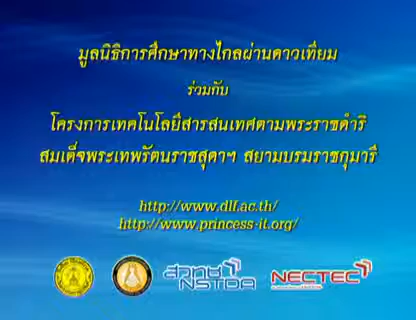 มูลนิธิการศึกษาทางไกลผ่านดาวเทียม
ร่วมกับ
โครงการเทคโนโลยีสารสนเทศตามพระราชดำริ
สมเด็จพระเทพรัตนราชสุดาฯ สยามบรมราชกุมารี
http://www.dlf.ac.th/
http://www.princess-it.org/
สวทช
NSTDA
NECTEC